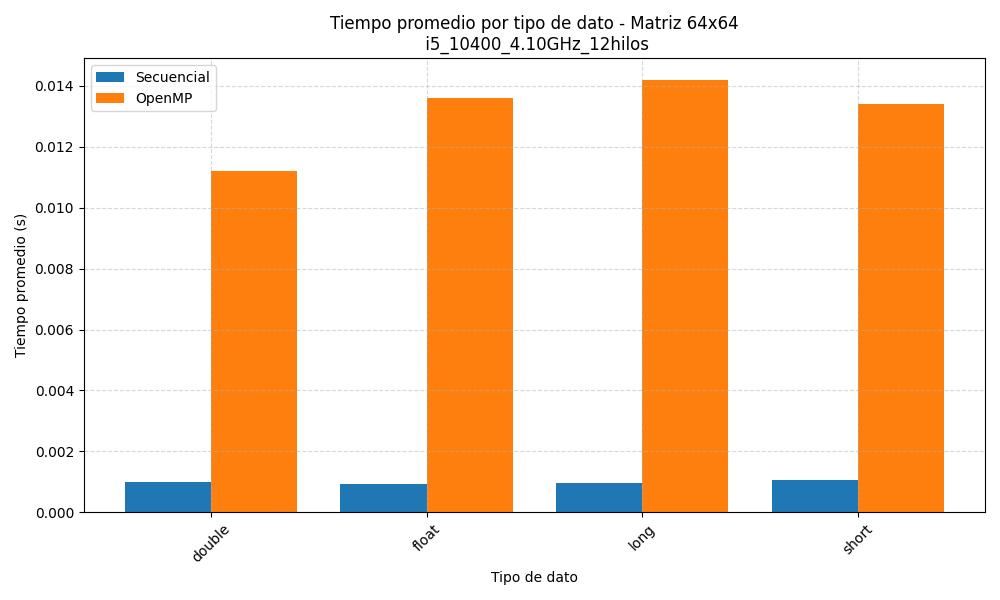 Tiempo promedio por tipo de dato - Matriz 64x64
i5_10400_4.10GHz_12hilos
Secuencial
OpenMP
Tiempo promedio (s)
0.014
0.012
0.010
0.008
0.006
0.004
0.002
0.000
double
float
long
short
Tipo de dato